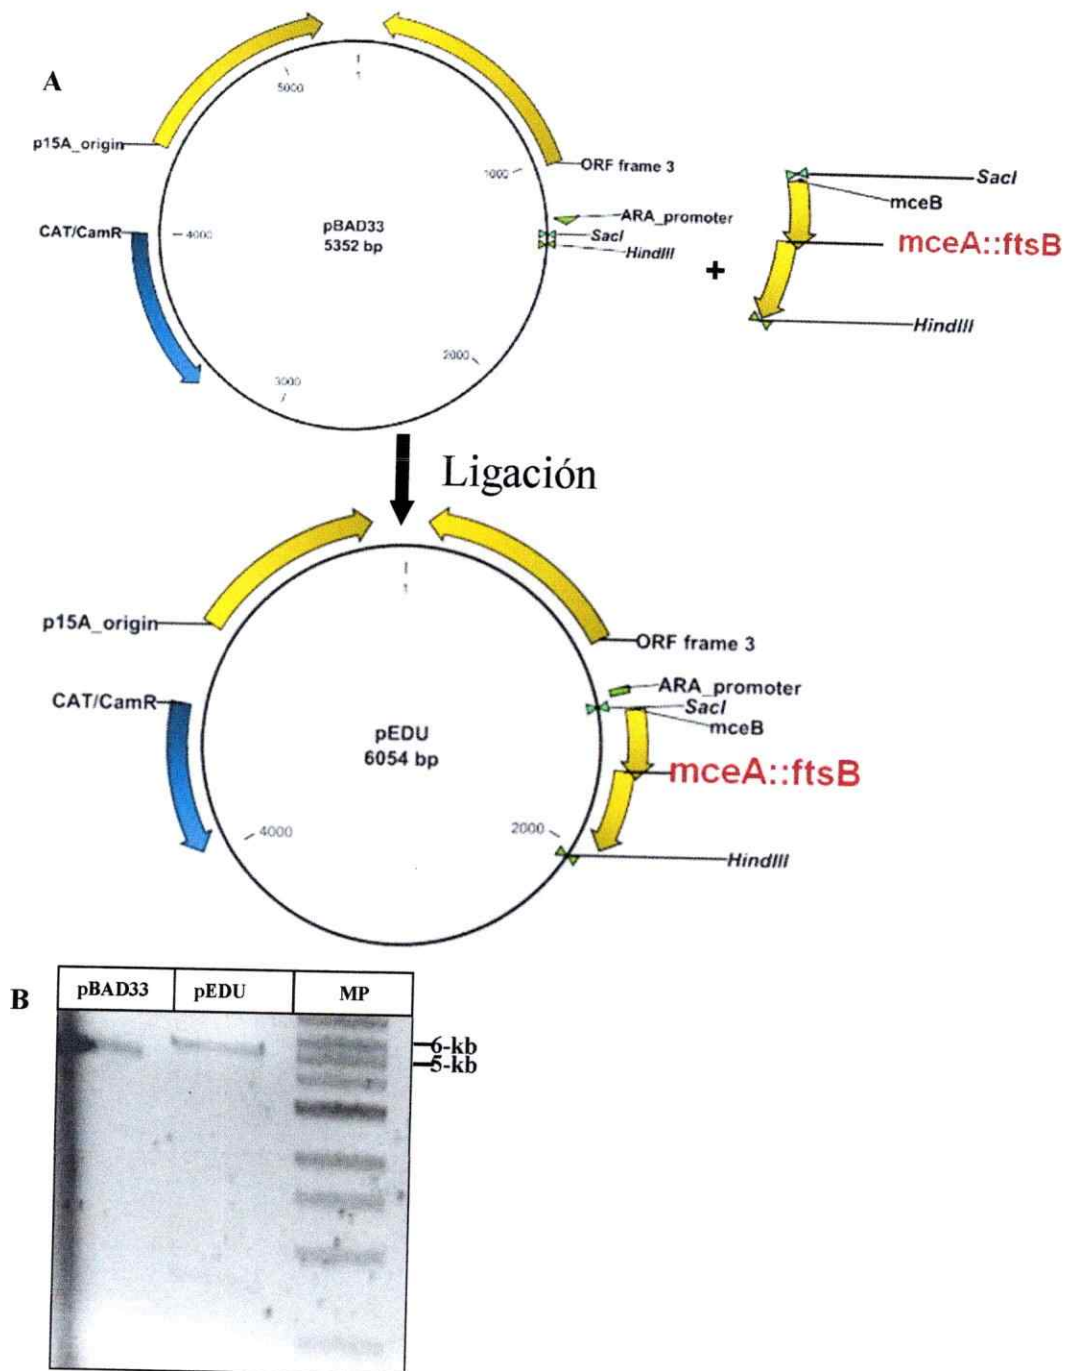 A
5000
1
p15A_origin
ORF frame 3
1000
ARA_promoter
CAT/CamR
4000
pBAD33
5352 bp
SacI
HindIII
2000
3000
+
SacI
mceB
mceA::ftsB
HindIII
Ligación
1
p15A_origin
ORF frame 3
CAT/CamR
ARA_promoter
SacI
mceB
pEDU
6054 bp
mceA::ftsB
4000
2000
HindIII
B
pBAD33 pEDU MP
6-kb
5-kb